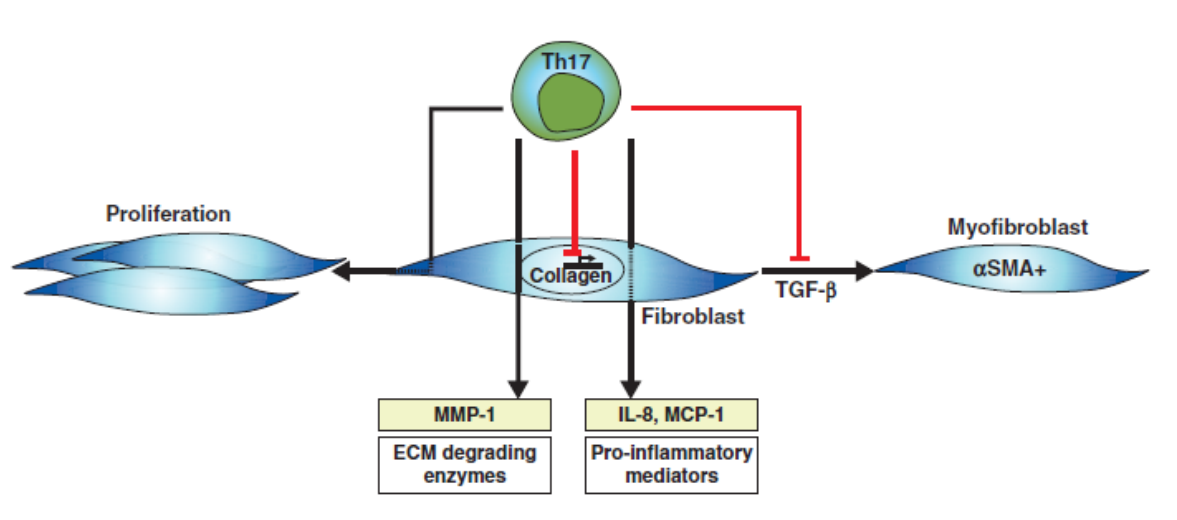 Th17
Proliferation
Myofibroblast
αSMA+
Collagen
TGF-β
Fibroblast
MMP-1
IL-8, MCP-1
ECM degrading
enzymes
Pro-inflammatory
mediators